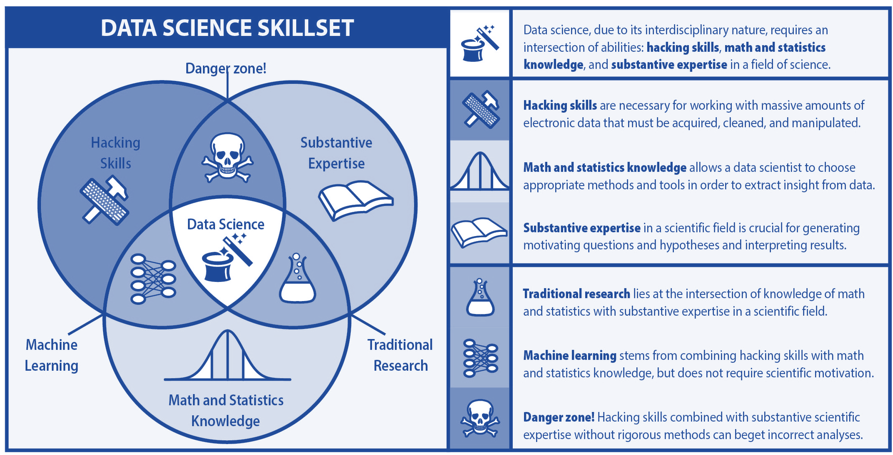 DATA SCIENCE SKILLSET
Danger zone!
Hacking
Skills
Substantive
Expertise
Data Science
Machine
Learning
Traditional
Research
Math and Statistics
Knowledge
Data science, due to its interdisciplinary nature, requires an
intersection of abilities: hacking skills, math and statistics
knowledge, and substantive expertise in a field of science.
Hacking skills are necessary for working with massive amounts of
electronic data that must be acquired, cleaned, and manipulated.
Math and statistics knowledge allows a data scientist to choose
appropriate methods and tools in order to extract insight from data.
Substantive expertise in a scientific field is crucial for generating
motivating questions and hypotheses and interpreting results.
Traditional research lies at the intersection of knowledge of math
and statistics with substantive expertise in a scientific field.
Machine learning stems from combining hacking skills with math
and statistics knowledge, but does not require scientific motivation.
Danger zone! Hacking skills combined with substantive scientific
expertise without rigorous methods can beget incorrect analyses.